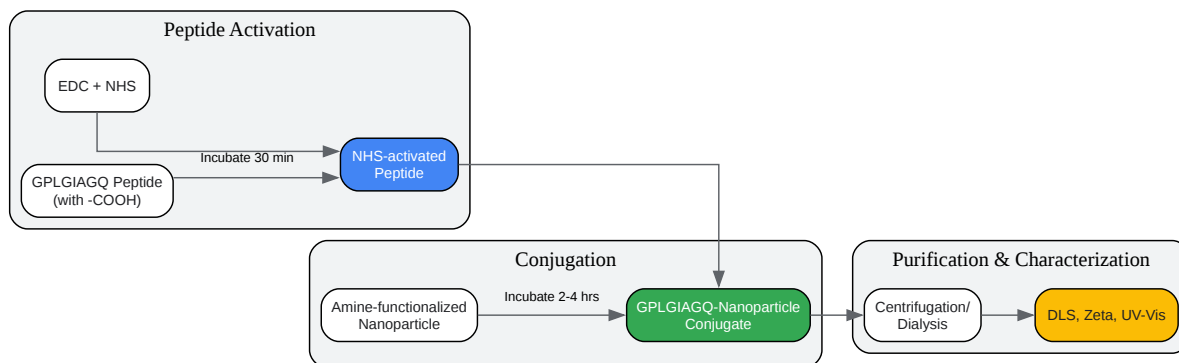 Peptide Activation
EDC + NHS
Incubate 30 min
NHS-activated
Peptide
GPLGIAGQ Peptide
(with -COOH)
Conjugation
Amine-functionalized
Nanoparticle
Incubate 2-4 hrs
GPLGIAGQ-Nanoparticle
Conjugate
Purification & Characterization
Centrifugation/
Dialysis
DLS, Zeta, UV-Vis